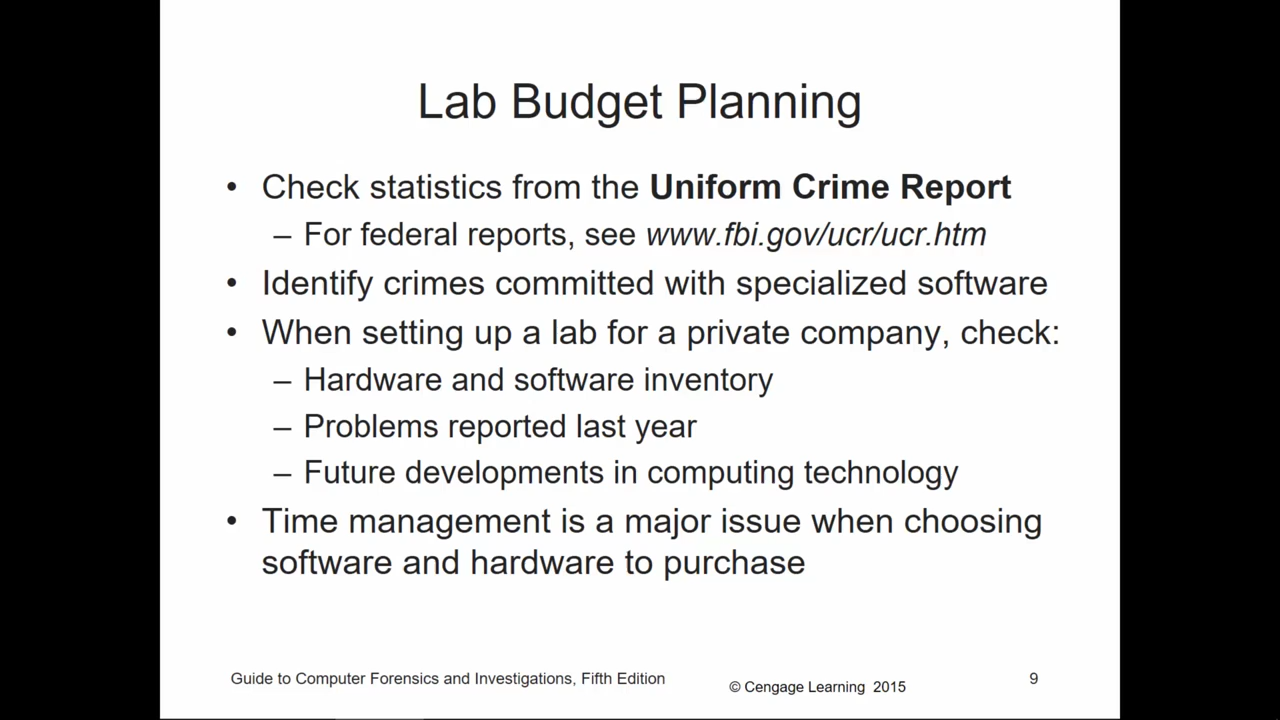 Lab Budget Planning
• Check statistics from the Uniform Crime Report
– For federal reports, see www.fbi.gov/ucr/ucr.htm
• Identify crimes committed with specialized software
• When setting up a lab for a private company, check:
– Hardware and software inventory
– Problems reported last year
– Future developments in computing technology
• Time management is a major issue when choosing
software and hardware to purchase
Guide to Computer Forensics and Investigations, Fifth Edition
© Cengage Learning 2015
9